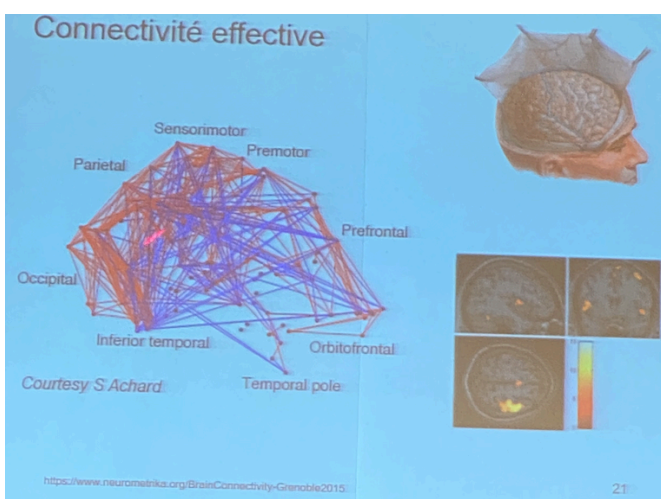 Connectivité effective
Sensorimotor
Premotor
Parietal
Prefrontal
Occipital
Inferior temporal
Orbitofrontal
Courtesy S Achard
Temporal pole
https://www.neurometrika.org/BrainConnectivity-Grenoble2015
21